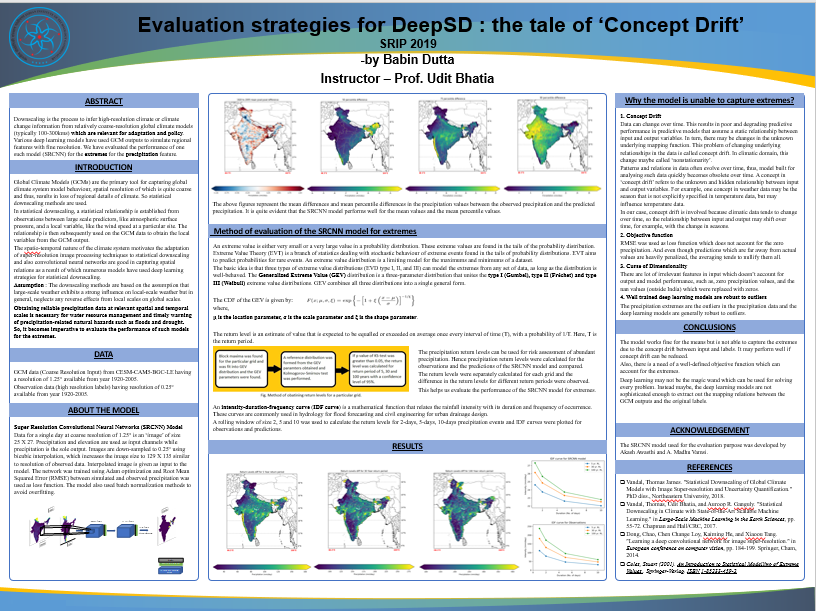 Evaluation strategies for DeepSD : the tale of ‘Concept Drift’
SRIP 2019
-by Babin Dutta
Instructor – Prof. Udit Bhatia
ABSTRACT
Downscaling is the process to infer high-resolution climate or climate
change information from relatively coarse-resolution global climate models
(typically 100-300kms) which are relevant for adaptation and policy.
Various deep learning models have used GCM outputs to simulate regional
features with fine resolution. We have evaluated the performance of one
such model (SRCNN) for the extremes for the precipitation feature.
INTRODUCTION
Global Climate Models (GCMs) are the primary tool for capturing global
climate system model behaviour, spatial resolution of which is quite coarse
and thus, results in loss of regional details of climate. So statistical
downscaling methods are used.
In statistical downscaling, a statistical relationship is established from
observations between large scale predictors, like atmospheric surface
pressure, and a local variable, like the wind speed at a particular site. The
relationship is then subsequently used on the GCM data to obtain the local
variables from the GCM output.
The spatio-temporal nature of the climate system motivates the adaptation
of super-resolution image processing techniques to statistical downscaling
and also convolutional neural networks are good in capturing spatial
relations as a result of which numerous models have used deep learning
strategies for statistical downscaling.
Assumption : The downscaling methods are based on the assumption that
large-scale weather exhibits a strong influence on local-scale weather but in
general, neglects any reverse effects from local scales on global scales.
Obtaining reliable precipitation data at relevant spatial and temporal
scales is necessary for water resource management and timely warning
of precipitation-related natural hazards such as floods and drought.
So, it becomes imperative to evaluate the performance of such models
for the extremes.
DATA
GCM data (Coarse Resolution Input) from CESM-CAM5-BGC-LE having
a resolution of 1.25° available from year 1920-2005.
Observation data (high resolution labels) having resolution of 0.25°
available from year 1920-2005.
ABOUT THE MODEL
Super Resolution Convolutional Neural Networks (SRCNN) Model
Data for a single day at a coarse resolution of 1.25° is an 'image' of size
25 X 27. Precipitation and elevation are used as input channels while
precipitation is the sole output. Images are down-sampled to 0.25° using
bicubic interpolation, which increases the image size to 129 X 135 similar
to resolution of observed data. Interpolated image is given as input to the
model. The network was trained using Adam optimization and Root Mean
Squared Error (RMSE) between simulated and observed precipitation was
used as loss function. The model also used batch normalization methods to
avoid overfitting.
The above figures represent the mean differences and mean percentile differences in the precipitation values between the observed precipitation and the predicted
precipitation. It is quite evident that the SRCNN model performs well for the mean values and the mean percentile values.
Method of evaluation of the SRCNN model for extremes
An extreme value is either very small or a very large value in a probability distribution. These extreme values are found in the tails of the probability distribution.
Extreme Value Theory (EVT) is a branch of statistics dealing with stochastic behaviour of extreme events found in the tails of probability distributions. EVT aims
to predict probabilities for rare events. An extreme value distribution is a limiting model for the maximums and minimums of a dataset.
The basic idea is that three types of extreme value distributions (EVD type I, II, and III) can model the extremes from any set of data, as long as the distribution is
well-behaved. The Generalized Extreme Value (GEV) distribution is a three-parameter distribution that unites the type I (Gumbel), type II (Fréchet) and type
III (Weibull) extreme value distributions. GEV combines all three distributions into a single general form.
The CDF of the GEV is given by:
where,
μ is the location parameter, σ is the scale parameter and ξ is the shape parameter.
The return level is an estimate of value that is expected to be equalled or exceeded on average once every interval of time (T), with a probability of 1/T. Here, T is
the return period.
Block maxima was found for the particular grid and was fit into GEV distribution and the GEV parameters were found.
A reference distribution was formed from the GEV parameters obtained and Kolmogorov Smirnov test was performed.
If p value of KS test was greater than 0.05, the return level was calculated for return period of 5, 30 and 100 years with a confidence level of 95%.
Fig. Method of obtaining return levels for a particular grid.
The precipitation return levels can be used for risk assessment of abundant
precipitation. Hence precipitation return levels were calculated for the
observations and the predictions of the SRCNN model and compared.
The return levels were separately calculated for each grid and the
difference in the return levels for different return periods were observed.
This helps us evaluate the performance of the SRCNN model for extremes.
An intensity-duration-frequency curve (IDF curve) is a mathematical function that relates the rainfall intensity with its duration and frequency of occurrence.
These curves are commonly used in hydrology for flood forecasting and civil engineering for urban drainage design.
A rolling window of size 2, 5 and 10 was used to calculate the return levels for 2-days, 5-days, 10-days precipitation events and IDF curves were plotted for
observations and predictions.
RESULTS
Why the model is unable to capture extremes?
1. Concept Drift
Data can change over time. This results in poor and degrading predictive
performance in predictive models that assume a static relationship between
input and output variables. In turn, there may be changes in the unknown
underlying mapping function. This problem of changing underlying
relationships in the data is called concept drift. In climatic domain, this
change maybe called 'nonstationarity'.
Patterns and relations in data often evolve over time, thus, model built for
analysing such data quickly becomes obsolete over time. A concept in
'concept drift' refers to the unknown and hidden relationships between input
and output variables. For example, one concept in weather data may be the
season that is not explicitly specified in temperature data, but may
influence temperature data.
In our case, concept drift is involved because climatic data tends to change
over time, so the relationship between input and output may shift over
time, for example, with the change in seasons.
2. Objective function
RMSE was used as loss function which does not account for the zero
precipitation. And even though predictions which are far away from actual
values are heavily penalized, the averaging tends to nullify them all.
3. Curse of Dimensionality
There are lot of irrelevant features in input which doesn't account for
output and model performance, such as, zero precipitation values, and the
nan values (outside India) which were replaced with zeros.
4. Well trained deep learning models are robust to outliers
The precipitation extremes are the outliers in the precipitation data and the
deep learning models are generally robust to outliers.
CONCLUSIONS
The model works fine for the means but is not able to capture the extremes
due to the concept drift between input and labels. It may perform well if
concept drift can be reduced.
Also, there is a need of a well-defined objective function which can
account for the extremes.
Deep learning may not be the magic wand which can be used for solving
every problem. Instead maybe, the deep learning models are not
sophisticated enough to extract out the mapping relations between the
GCM outputs and the original labels.
ACKNOWLEDGEMENT
The SRCNN model used for the evaluation purpose was developed by
Akash Awasthi and A. Madhu Vamsi.
REFERENCES
Vandal, Thomas James. "Statistical Downscaling of Global Climate
Models with Image Super-resolution and Uncertainty Quantification."
PhD diss., Northeastern University, 2018.
Vandal, Thomas, Udit Bhatia, and Auroop R. Ganguly. "Statistical
Downscaling in Climate with State-of-the-Art Scalable Machine
Learning." in Large-Scale Machine Learning in the Earth Sciences, pp.
55-72. Chapman and Hall/CRC, 2017.
Dong, Chao, Chen Change Loy, Kaiming He, and Xiaoou Tang.
"Learning a deep convolutional network for image super-resolution." in
European conference on computer vision, pp. 184-199. Springer, Cham,
2014.
Coles, Stuart (2001). An Introduction to Statistical Modelling of Extreme
Values. Springer-Verlag. ISBN 1-85233-459-2.